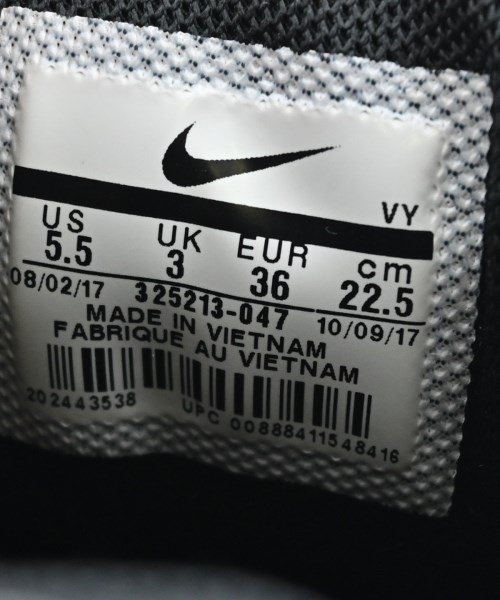 VY
US UK EUR cm
5.5 3 36 22.5
08/02/17 325213-047 10/09/17
MADE IN VIETNAM
FABRIQUE AU VIETNAM
202443538 UPC 00888411548416